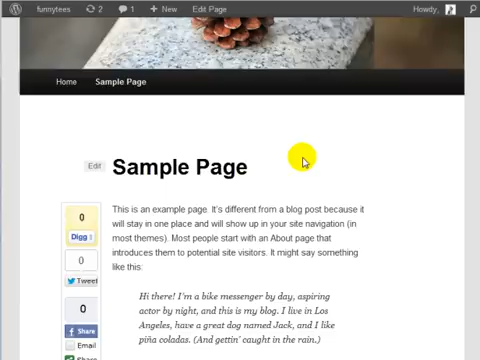 funnytees 2 1 + New Edit Page Howdy,
Home Sample Page
Edit Sample Page
This is an example page. It's different from a blog post because it
will stay in one place and will show up in your site navigation (in
most themes). Most people start with an About page that
introduces them to potential site visitors. It might say something
like this:
Hi there! I'm a bike messenger by day, aspiring
actor by night, and this is my blog. I live in Los
Angeles, have a great dog named Jack, and I like
piña coladas. (And gettin' caught in the rain.)
0
Digg
0
Tweet
0
Share
Email
Share